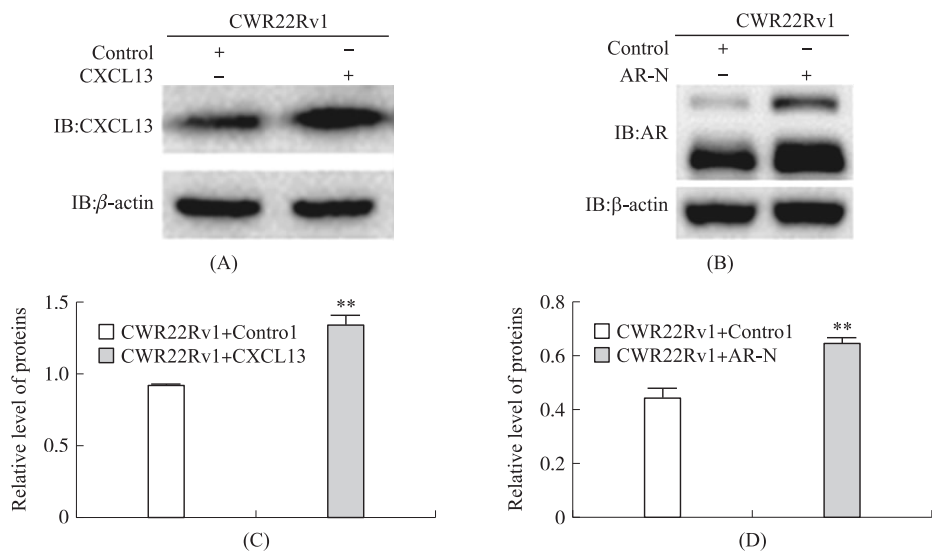 CWR22Rv1
Control + −
CXCL13 − +
IB:CXCL13
IB:β-actin
(A)
CWR22Rv1
Control + −
AR-N − +
IB:AR
IB:β-actin
(B)
Relative level of proteins
1.5
1.0
0.5
0
CWR22Rv1+Contro1
CWR22Rv1+CXCL13
**
(C)
Relative level of proteins
0.8
0.6
0.4
0.2
0
CWR22Rv1+Contro1
CWR22Rv1+AR-N
**
(D)